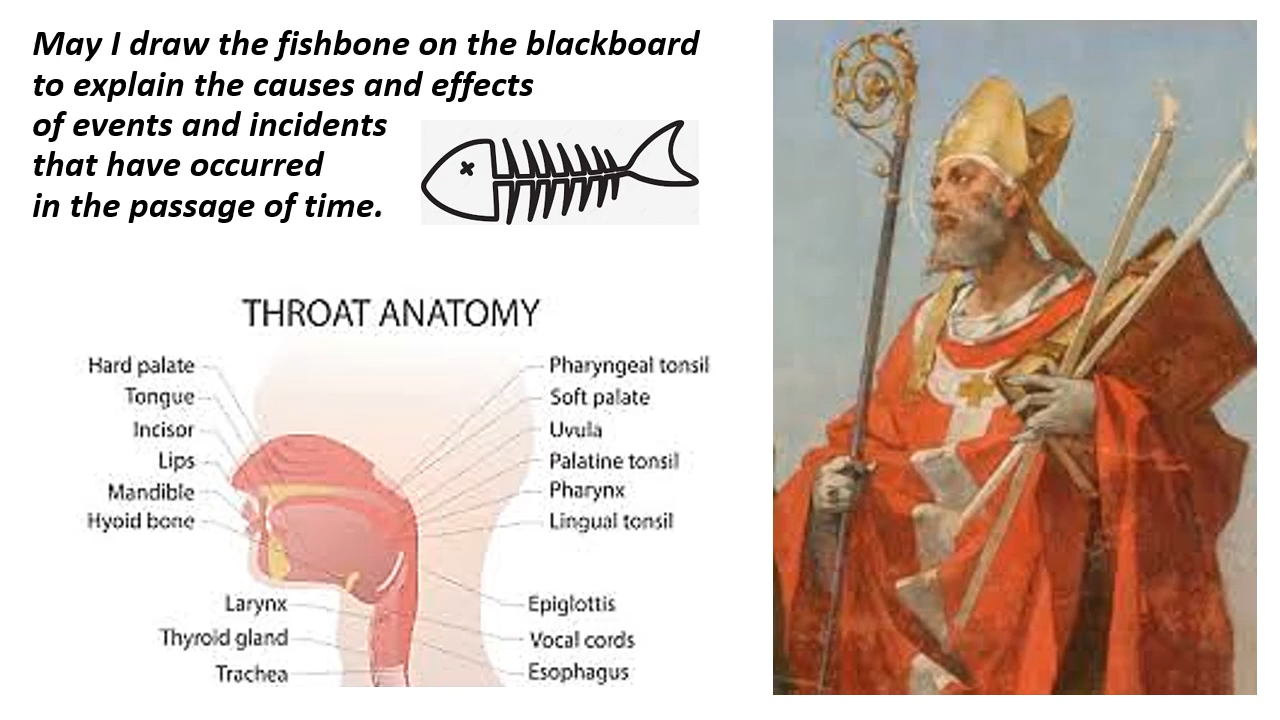 May I draw the fishbone on the blackboard
to explain the causes and effects
of events and incidents
that have occurred
in the passage of time.
THROAT ANATOMY
Hard palate
Tongue
Incisor
Lips
Mandible
Hyoid bone
Larynx
Thyroid gland
Trachea
Pharyngeal tonsil
Soft palate
Uvula
Palatine tonsil
Pharynx
Lingual tonsil
Epiglottis
Vocal cords
Esophagus